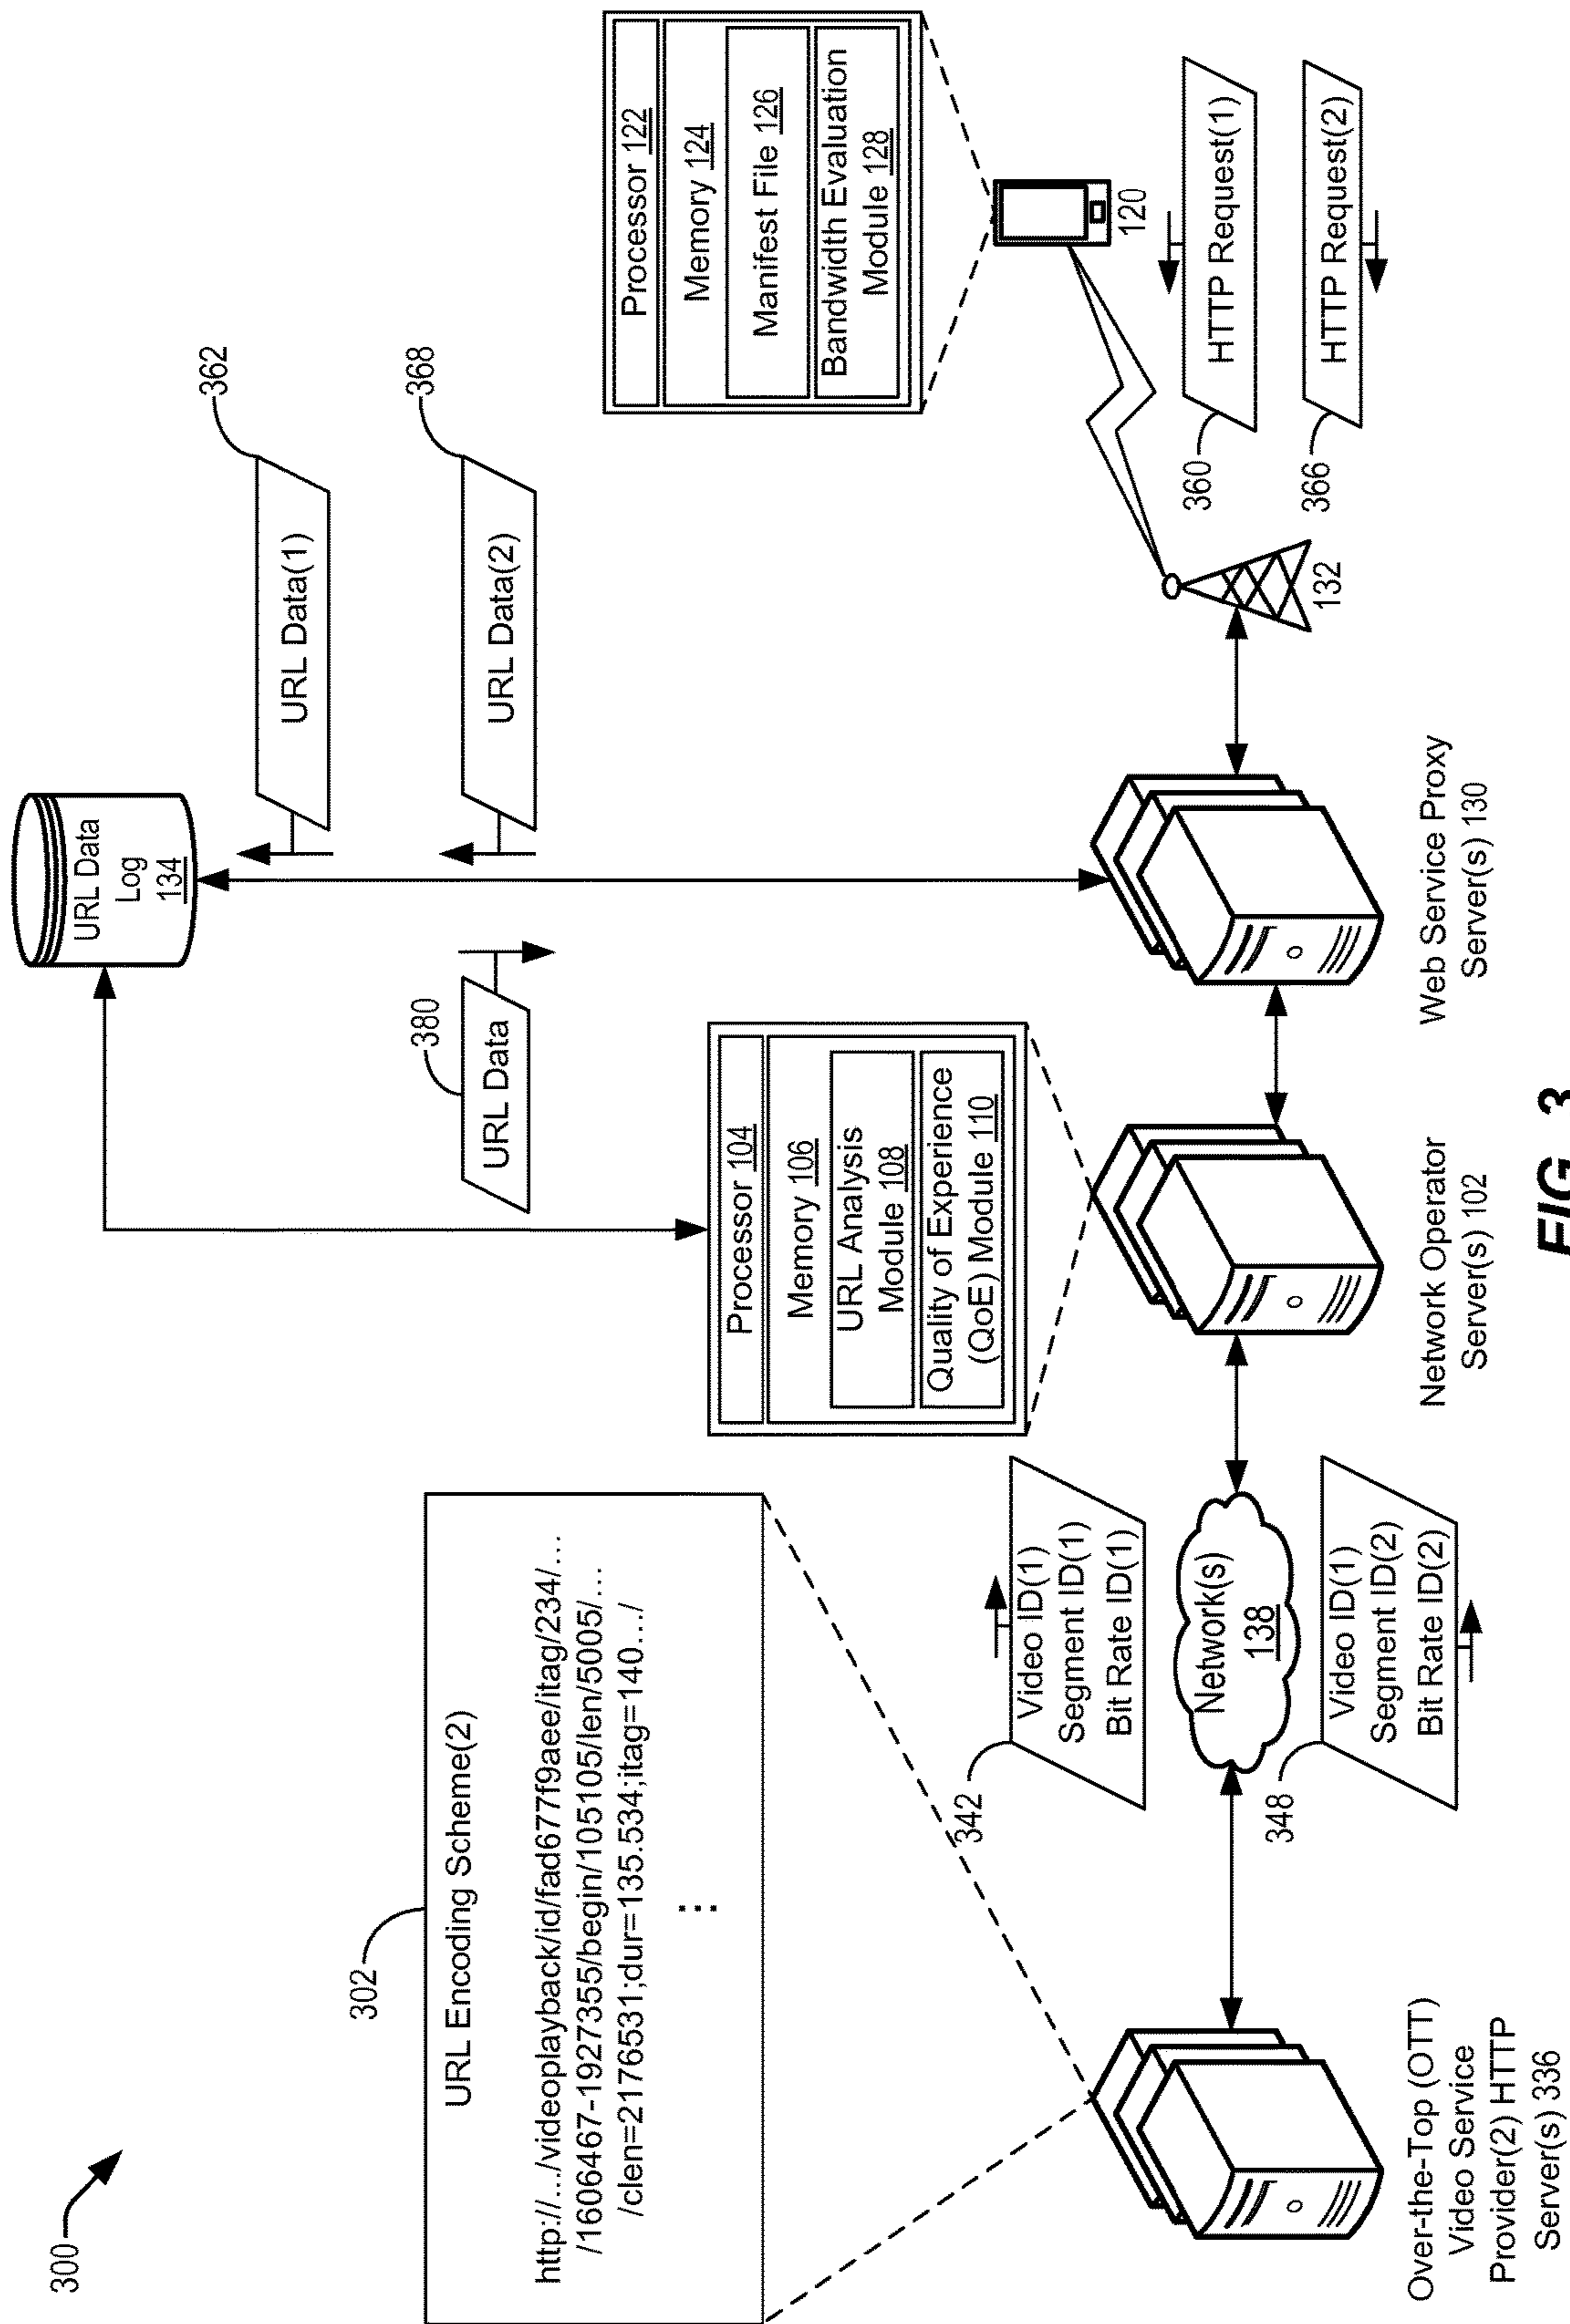 300
302
URL Encoding Scheme(2)
http://.../videoplayback/id/fad677f9aee/itag/234/...
/1606467-1927355/begin/105105/len/5005/...
/clen=2176531;dur=135.534;itag=140.../
⋮
URL Data
Log
134
380
URL Data
362
URL Data(1)
368
URL Data(2)
Processor 104
Memory 106
URL Analysis
Module 108
Quality of Experience
(QoE) Module 110
Processor 122
Memory 124
Manifest File 126
Bandwidth Evaluation
Module 128
120
342
Video ID(1)
Segment ID(1)
Bit Rate ID(1)
Network(s)
138
348
Video ID(1)
Segment ID(2)
Bit Rate ID(2)
132
360
HTTP Request(1)
366
HTTP Request(2)
Over-the-Top (OTT)
Video Service
Provider(2) HTTP
Server(s) 336
Network Operator
Server(s) 102
Web Service Proxy
Server(s) 130
FIG. 3